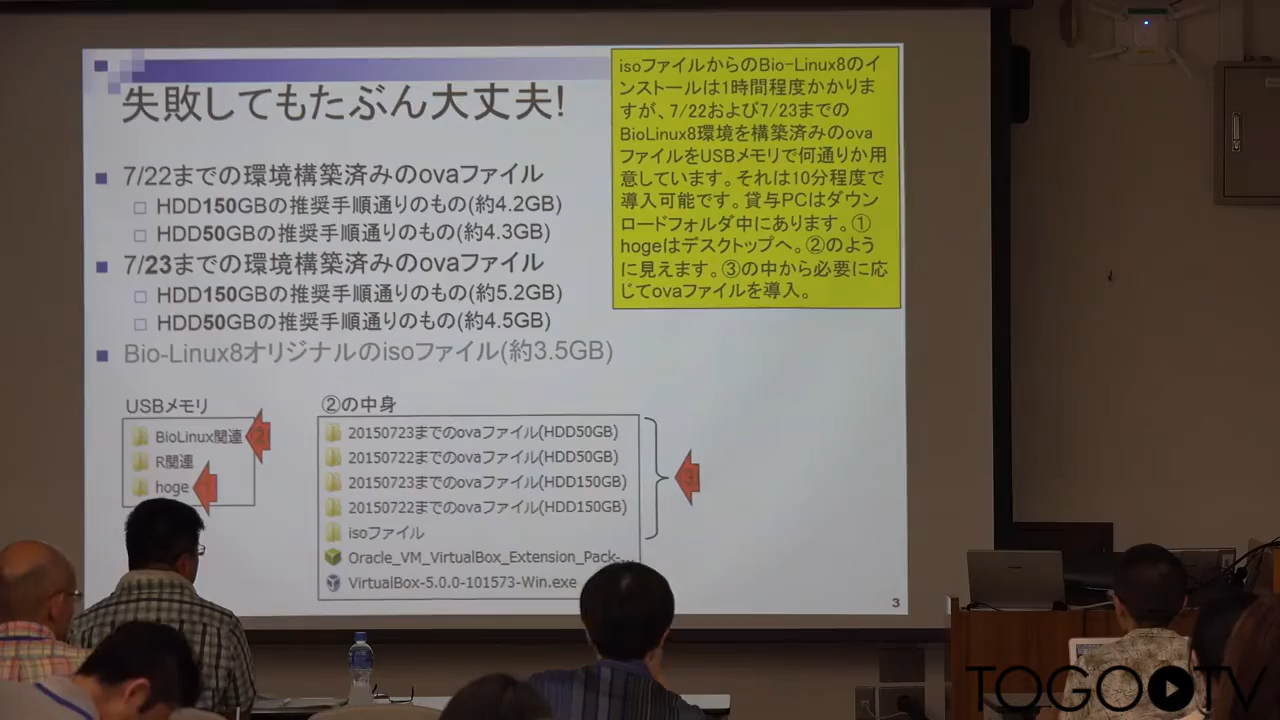 失敗してもたぶん大丈夫!
7/22までの環境構築済みのovaファイル
HDD150GBの推奨手順通りのもの(約4.2GB)
HDD50GBの推奨手順通りのもの(約4.3GB)
7/23までの環境構築済みのovaファイル
HDD150GBの推奨手順通りのもの(約5.2GB)
HDD50GBの推奨手順通りのもの(約4.5GB)
Bio-Linux8オリジナルのisoファイル(約3.5GB)
isoファイルからのBio-Linux8のイ
ンストールは1時間程度かかりま
すが、7/22および7/23までの
BioLinux8環境を構築済みのova
ファイルをUSBメモリで何通りか用
意しています。それは10分程度で
導入可能です。貸与PCはダウン
ロードフォルダ中にあります。①
hogeはデスクトップへ。②のよう
に見えます。③の中から必要に応
じてovaファイルを導入。
USBメモリ
BioLinux関連
2
R関連
hoge
1
②の中身
20150723までのovaファイル(HDD50GB)
20150722までのovaファイル(HDD50GB)
20150723までのovaファイル(HDD150GB)
20150722までのovaファイル(HDD150GB)
isoファイル
Oracle_VM_VirtualBox_Extension_Pack-...
VirtualBox-5.0.0-101573-Win.exe
3
3
TOGOTV